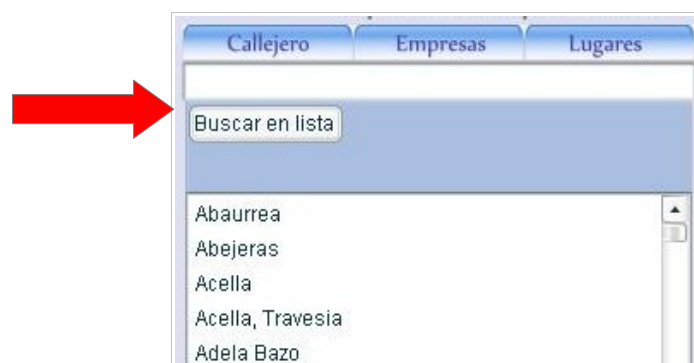 Callejero Empresas Lugares
Buscar en lista
Abaurrea
Abejeras
Acella
Acella, Travesia
Adela Bazo